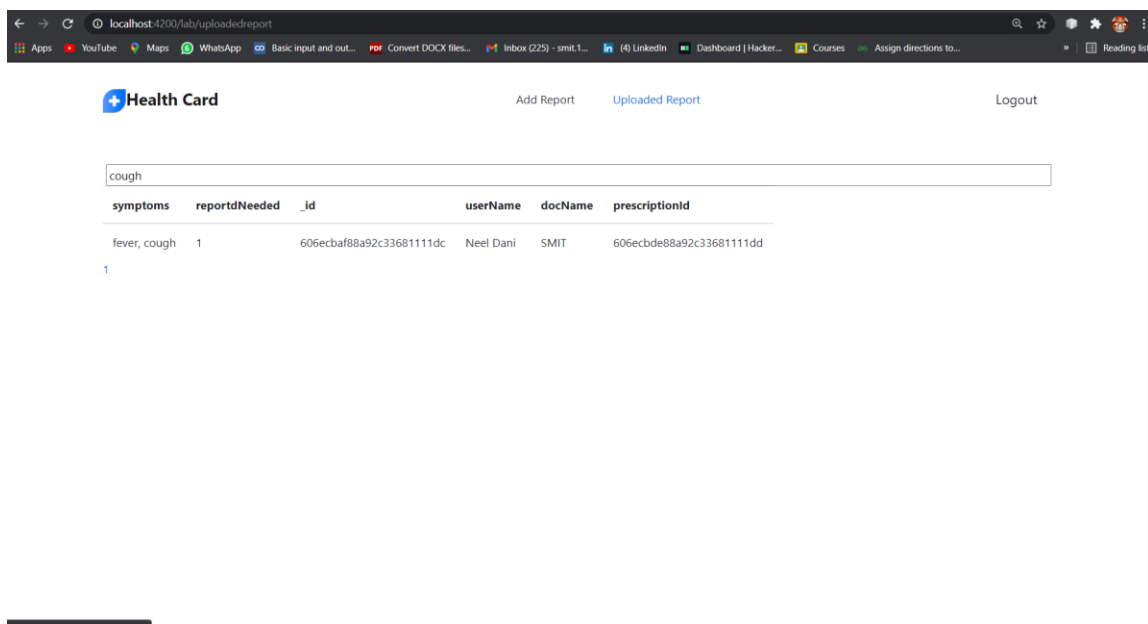 localhost:4200/lab/uploadedreport
Apps YouTube Maps WhatsApp Basic input and out... PDF Convert DOCX files... Inbox (225) - smit.1... (4) LinkedIn Dashboard | Hacker... Courses Assign directions to... » Reading list
Health Card Add Report Uploaded Report Logout
cough
symptoms reportdNeeded _id userName docName prescriptionId
fever, cough 1 606ecbaf88a92c33681111dc Neel Dani SMIT 606ecbde88a92c33681111dd
1